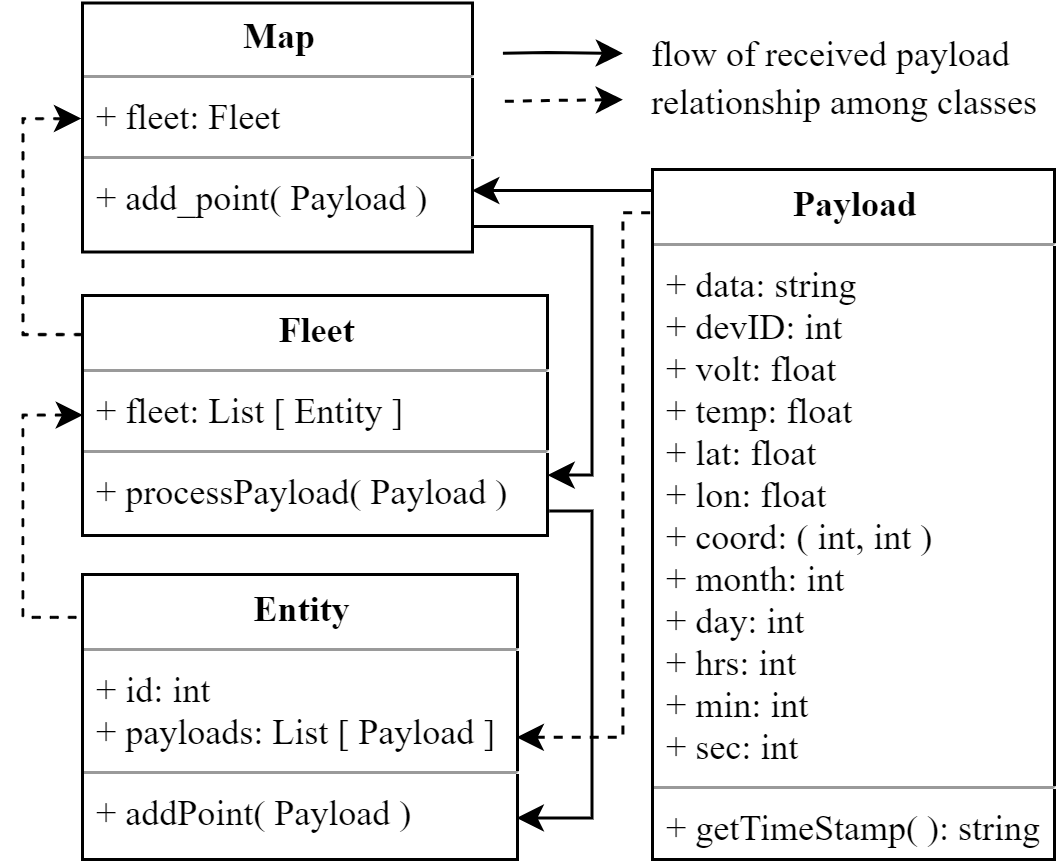 Map
+ fleet: Fleet
+ add_point( Payload )
flow of received payload
relationship among classes
Fleet
+ fleet: List [ Entity ]
+ processPayload( Payload )
Entity
+ id: int
+ payloads: List [ Payload ]
+ addPoint( Payload )
Payload
+ data: string
+ devID: int
+ volt: float
+ temp: float
+ lat: float
+ lon: float
+ coord: ( int, int )
+ month: int
+ day: int
+ hrs: int
+ min: int
+ sec: int
+ getTimeStamp( ): string